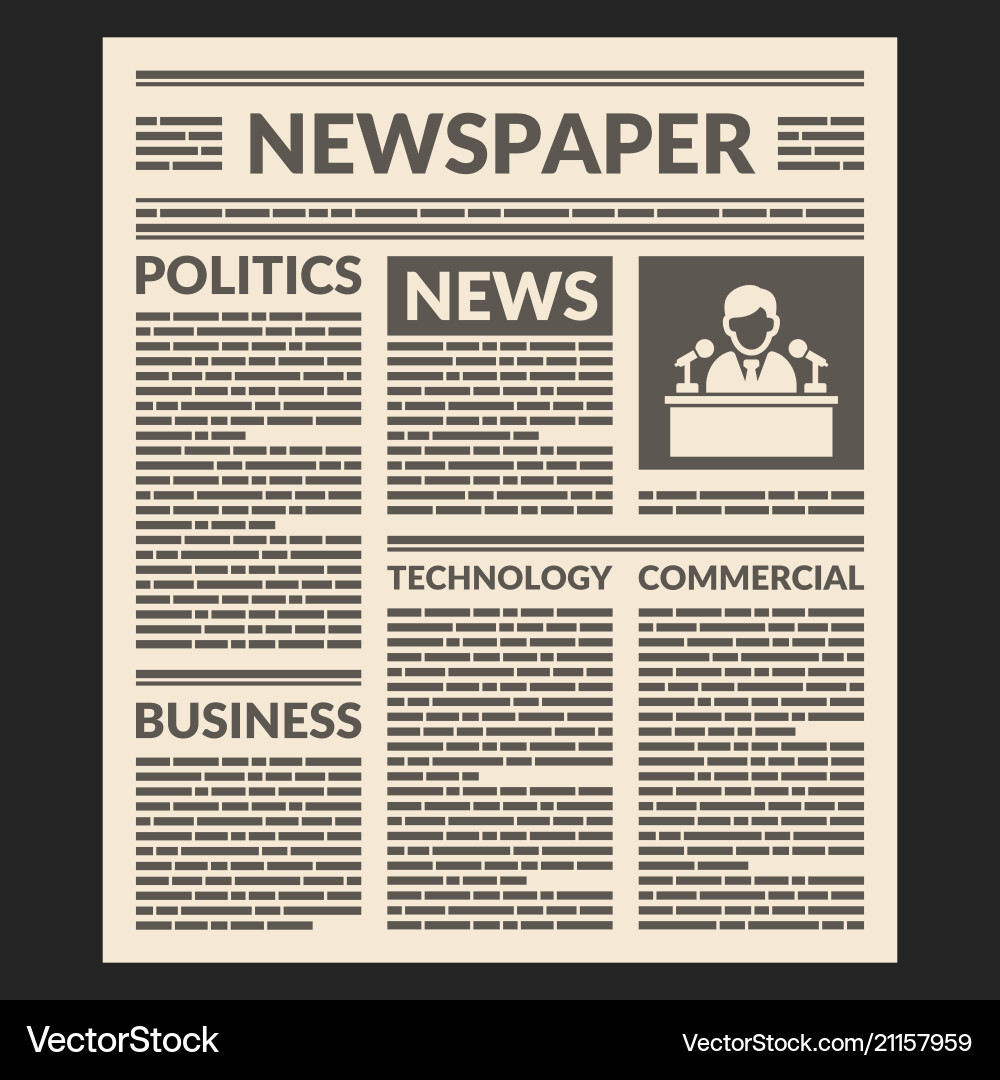 NEWSPAPER
POLITICS
NEWS
TECHNOLOGY
COMMERCIAL
BUSINESS
VectorStock
VectorStock.com/21157959